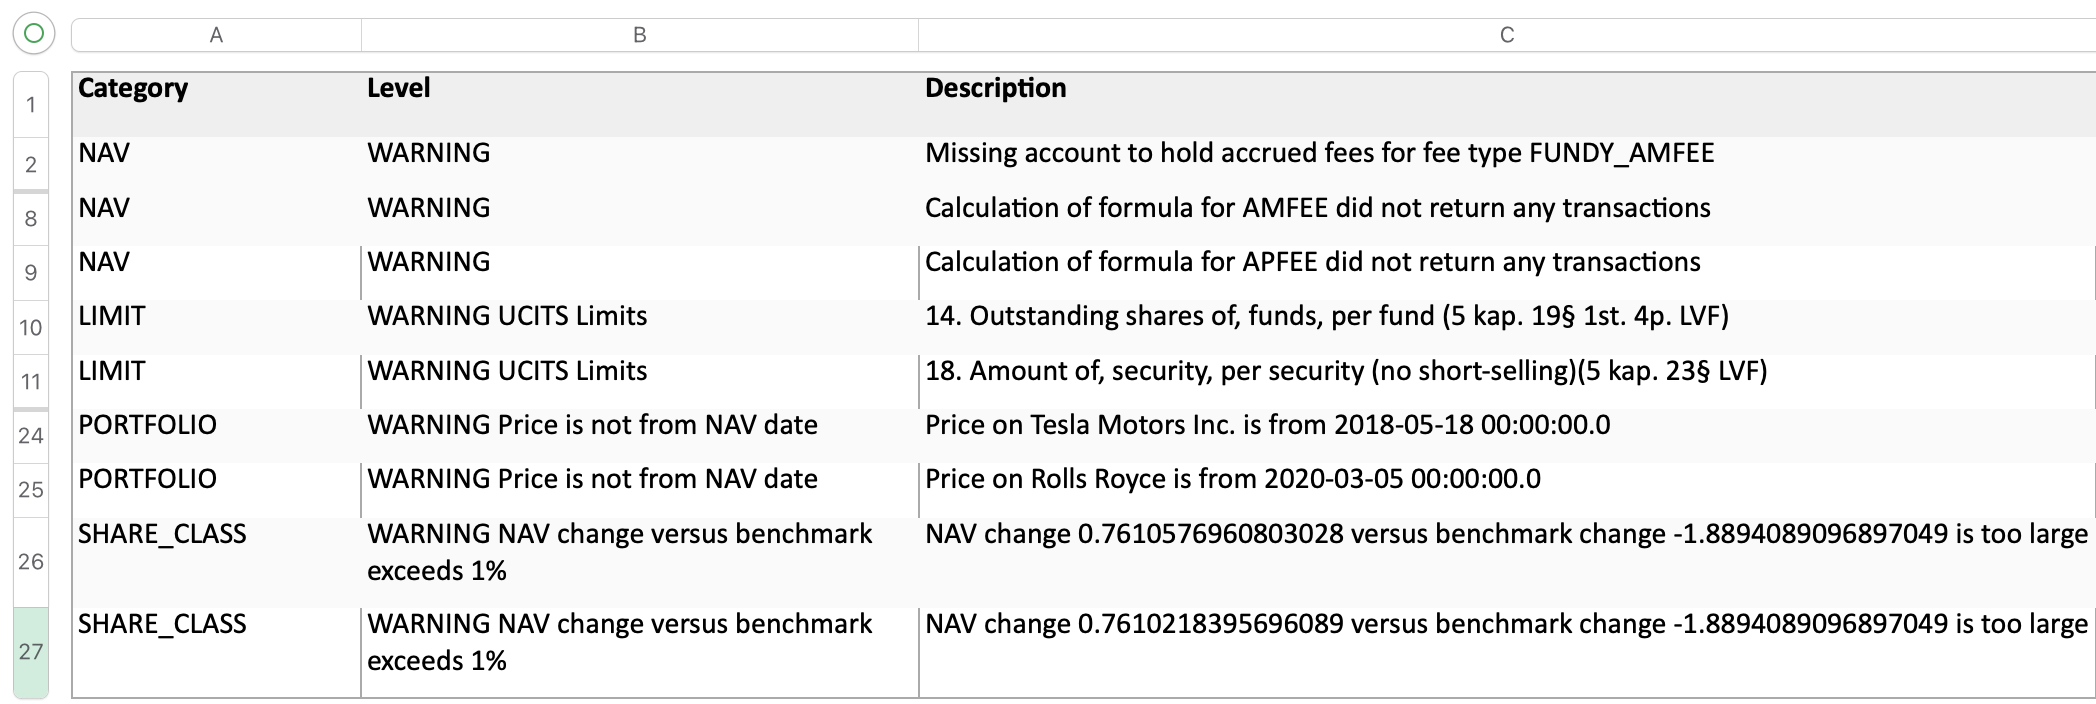 A B C
1 Category Level Description
2 NAV WARNING Missing account to hold accrued fees for fee type FUNDY_AMFEE
8 NAV WARNING Calculation of formula for AMFEE did not return any transactions
9 NAV WARNING Calculation of formula for APFEE did not return any transactions
10 LIMIT WARNING UCITS Limits 14. Outstanding shares of, funds, per fund (5 kap. 19§ 1st. 4p. LVF)
11 LIMIT WARNING UCITS Limits 18. Amount of, security, per security (no short-selling)(5 kap. 23§ LVF)
24 PORTFOLIO WARNING Price is not from NAV date Price on Tesla Motors Inc. is from 2018-05-18 00:00:00.0
25 PORTFOLIO WARNING Price is not from NAV date Price on Rolls Royce is from 2020-03-05 00:00:00.0
26 SHARE_CLASS WARNING NAV change versus benchmark NAV change 0.7610576960803028 versus benchmark change -1.8894089096897049 is too large
exceeds 1%
27 SHARE_CLASS WARNING NAV change versus benchmark NAV change 0.7610218395696089 versus benchmark change -1.8894089096897049 is too large
exceeds 1%